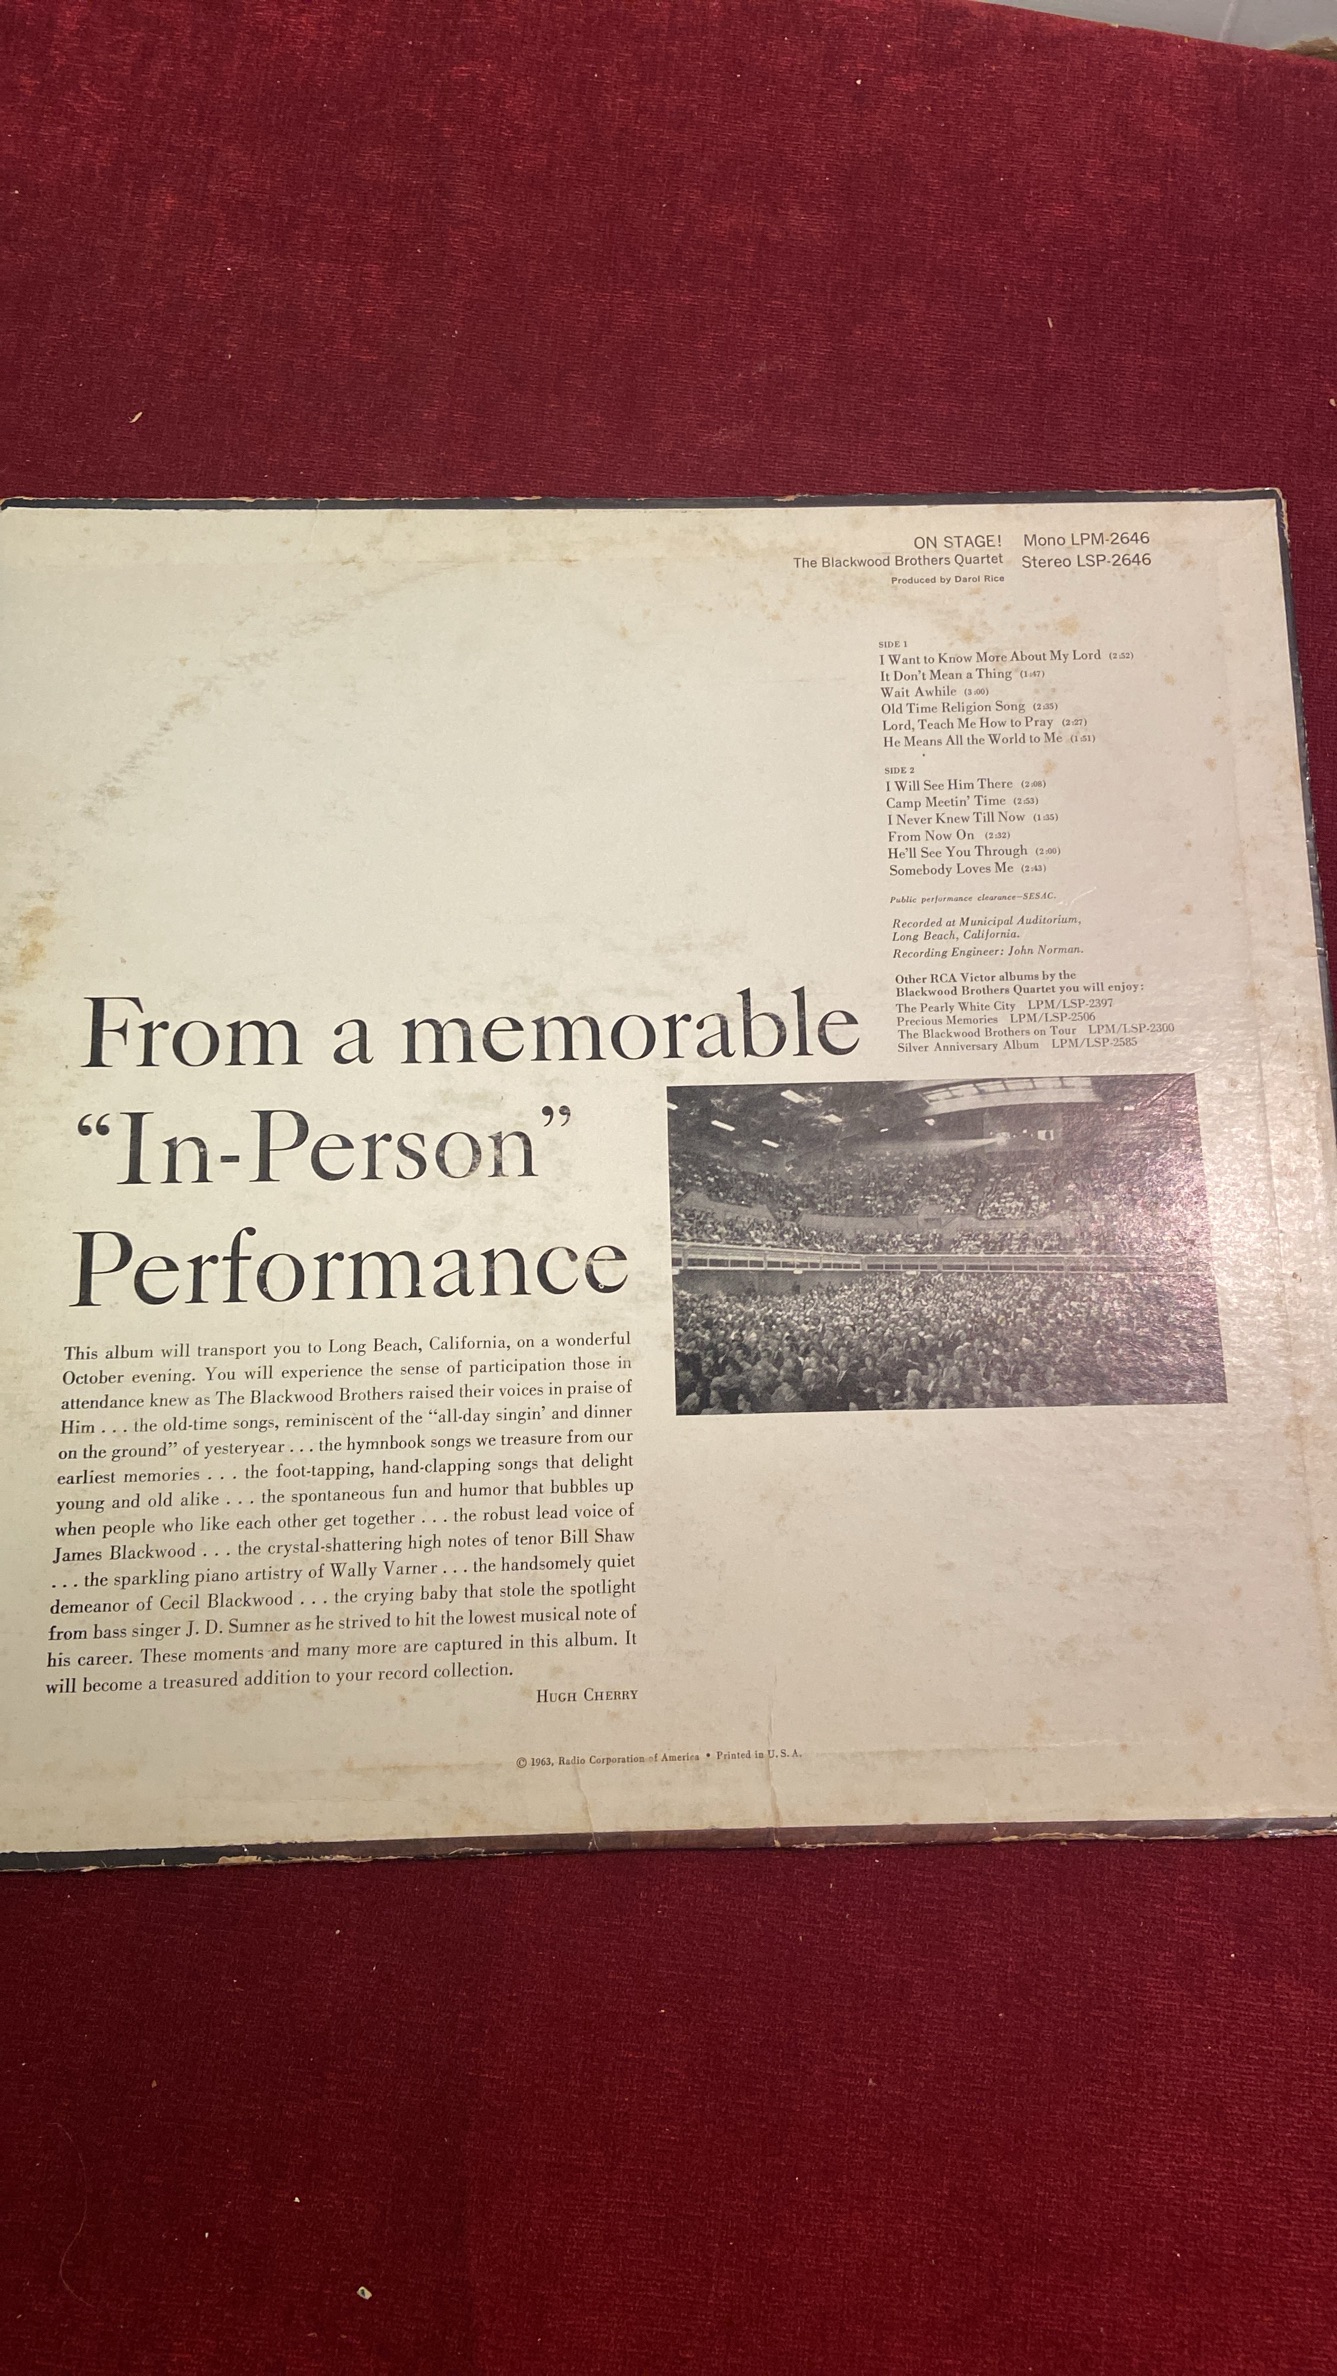 ON STAGE! Mono LPM-2646
The Blackwood Brothers Quartet Stereo LSP-2646
Produced by Darol Rice
SIDE 1
I Want to Know More About My Lord (2:52)
It Don't Mean a Thing (1:47)
Wait Awhile (3:00)
Old Time Religion Song (2:35)
Lord, Teach Me How to Pray (2:27)
He Means All the World to Me (1:51)
SIDE 2
I Will See Him There (2:08)
Camp Meetin' Time (2:53)
I Never Knew Till Now (1:35)
From Now On (2:32)
He'll See You Through (2:00)
Somebody Loves Me (2:43)
Public performance clearance—SESAC.
Recorded at Municipal Auditorium,
Long Beach, California.
Recording Engineer: John Norman.
Other RCA Victor albums by the
Blackwood Brothers Quartet you will enjoy:
The Pearly White City LPM/LSP-2397
Precious Memories LPM/LSP-2506
The Blackwood Brothers on Tour LPM/LSP-2300
Silver Anniversary Album LPM/LSP-2585
From a memorable
“In-Person”
Performance
This album will transport you to Long Beach, California, on a wonderful
October evening. You will experience the sense of participation those in
attendance knew as The Blackwood Brothers raised their voices in praise of
Him . . . the old-time songs, reminiscent of the “all-day singin’ and dinner
on the ground” of yesteryear . . . the hymnbook songs we treasure from our
earliest memories . . . the foot-tapping, hand-clapping songs that delight
young and old alike . . . the spontaneous fun and humor that bubbles up
when people who like each other get together . . . the robust lead voice of
James Blackwood . . . the crystal-shattering high notes of tenor Bill Shaw
. . . the sparkling piano artistry of Wally Varner . . . the handsomely quiet
demeanor of Cecil Blackwood . . . the crying baby that stole the spotlight
from bass singer J. D. Sumner as he strived to hit the lowest musical note of
his career. These moments and many more are captured in this album. It
will become a treasured addition to your record collection.
HUGH CHERRY
© 1963, Radio Corporation of America • Printed in U. S. A.